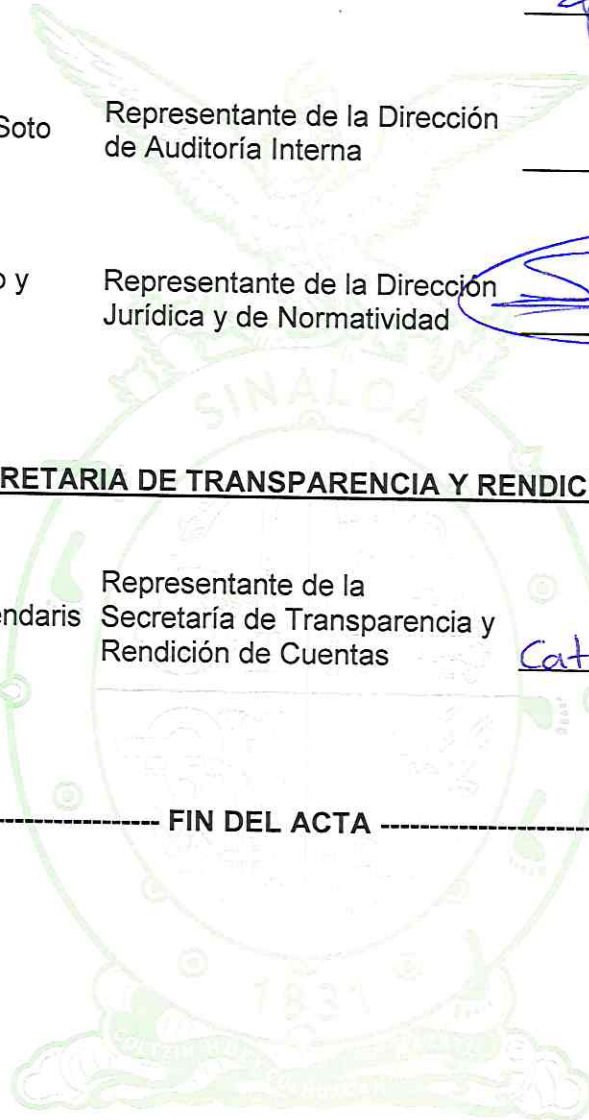 Soto Representante de la Dirección
de Auditoría Interna
o y Representante de la Dirección
Jurídica y de Normatividad
SINALOA
RETARIA DE TRANSPARENCIA Y RENDIC
Representante de la
endaris Secretaría de Transparencia y
Rendición de Cuentas Cat
----------------- FIN DEL ACTA -----------------
1831